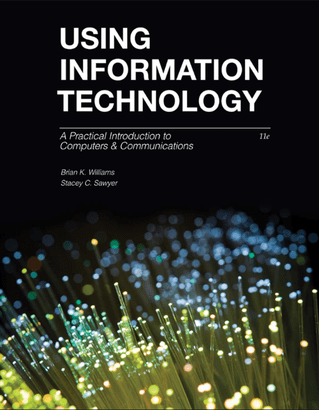 USING
INFORMATION
TECHNOLOGY
A Practical Introduction to
Computers & Communications
11e
Brian K. Williams
Stacey C. Sawyer